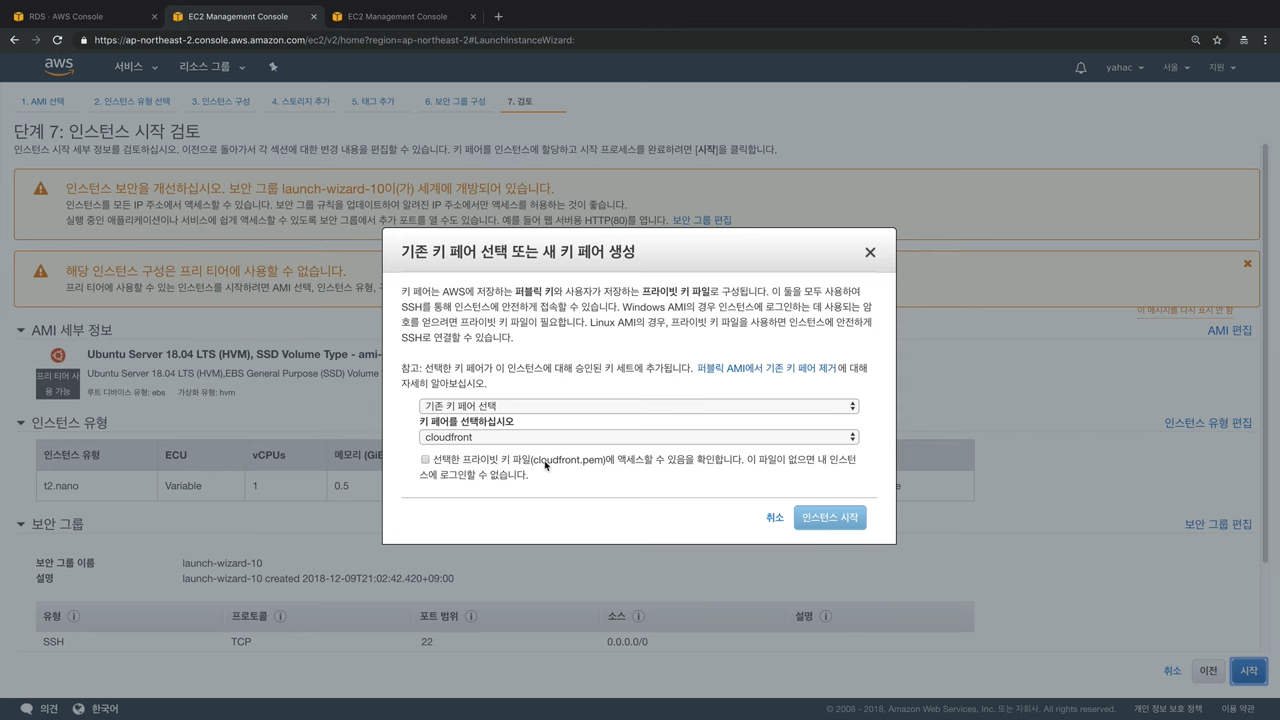 RDS - AWS Console
EC2 Management Console
EC2 Management Console
https://ap-northeast-2.console.aws.amazon.com/ec2/v2/home?region=ap-northeast-2#LaunchInstanceWizard:
aws
서비스
리소스 그룹
yahac
서울
지원
1. AMI 선택
2. 인스턴스 유형 선택
3. 인스턴스 구성
4. 스토리지 추가
5. 태그 추가
6. 보안 그룹 구성
7. 검토
단계 7: 인스턴스 시작 검토
인스턴스 시작 세부 정보를 검토하십시오. 이전으로 돌아가서 각 섹션에 대한 변경 내용을 편집할 수 있습니다. 키 페어를 인스턴스에 할당하고 시작 프로세스를 완료하려면 [시작]을 클릭합니다.
인스턴스 보안을 개선하십시오. 보안 그룹 launch-wizard-10이(가) 세계에 개방되어 있습니다.
인스턴스를 모든 IP 주소에서 액세스할 수 있습니다. 보안 그룹 규칙을 업데이트하여 알려진 IP 주소에서만 액세스를 허용하는 것이 좋습니다.
실행 중인 애플리케이션이나 서비스에 쉽게 액세스할 수 있도록 보안 그룹에서 추가 포트를 열 수도 있습니다. 예를 들어 웹 서버용 HTTP(80)를 엽니다. 보안 그룹 편집
해당 인스턴스 구성은 프리 티어에 사용할 수 없습니다.
프리 티어에 사용할 수 있는 인스턴스를 시작하려면 AMI 선택, 인스턴스 유형,
이 메시지를 다시 표시 안 함
AMI 세부 정보
AMI 편집
Ubuntu Server 18.04 LTS (HVM), SSD Volume Type - ami-
프리 티어 사용 가능
Ubuntu Server 18.04 LTS (HVM),EBS General Purpose (SSD) Volume
루트 디바이스 유형: ebs 가상화 유형: hvm
인스턴스 유형
인스턴스 유형 편집
인스턴스 유형 ECU vCPUs 메모리 (GiB
t2.nano Variable 1 0.5
보안 그룹
보안 그룹 편집
보안 그룹 이름 launch-wizard-10
설명 launch-wizard-10 created 2018-12-09T21:02:42.420+09:00
유형 프로토콜 포트 범위 소스 설명
SSH TCP 22 0.0.0.0/0
기존 키 페어 선택 또는 새 키 페어 생성
키 페어는 AWS에 저장하는 퍼블릭 키와 사용자가 저장하는 프라이빗 키 파일로 구성됩니다. 이 둘을 모두 사용하여
SSH를 통해 인스턴스에 안전하게 접속할 수 있습니다. Windows AMI의 경우 인스턴스에 로그인하는 데 사용되는 암
호를 얻으려면 프라이빗 키 파일이 필요합니다. Linux AMI의 경우, 프라이빗 키 파일을 사용하면 인스턴스에 안전하게
SSH로 연결할 수 있습니다.
참고: 선택한 키 페어가 이 인스턴스에 대해 승인된 키 세트에 추가됩니다. 퍼블릭 AMI에서 기존 키 페어 제거에 대해
자세히 알아보십시오.
기존 키 페어 선택
키 페어를 선택하십시오
cloudfront
선택한 프라이빗 키 파일(cloudfront.pem)에 액세스할 수 있음을 확인합니다. 이 파일이 없으면 내 인스턴
스에 로그인할 수 없습니다.
취소
인스턴스 시작
취소
이전
시작
의견
한국어
© 2008 - 2018, Amazon Web Services, Inc. 또는 자회사. All rights reserved.
개인 정보 보호 정책
이용 약관